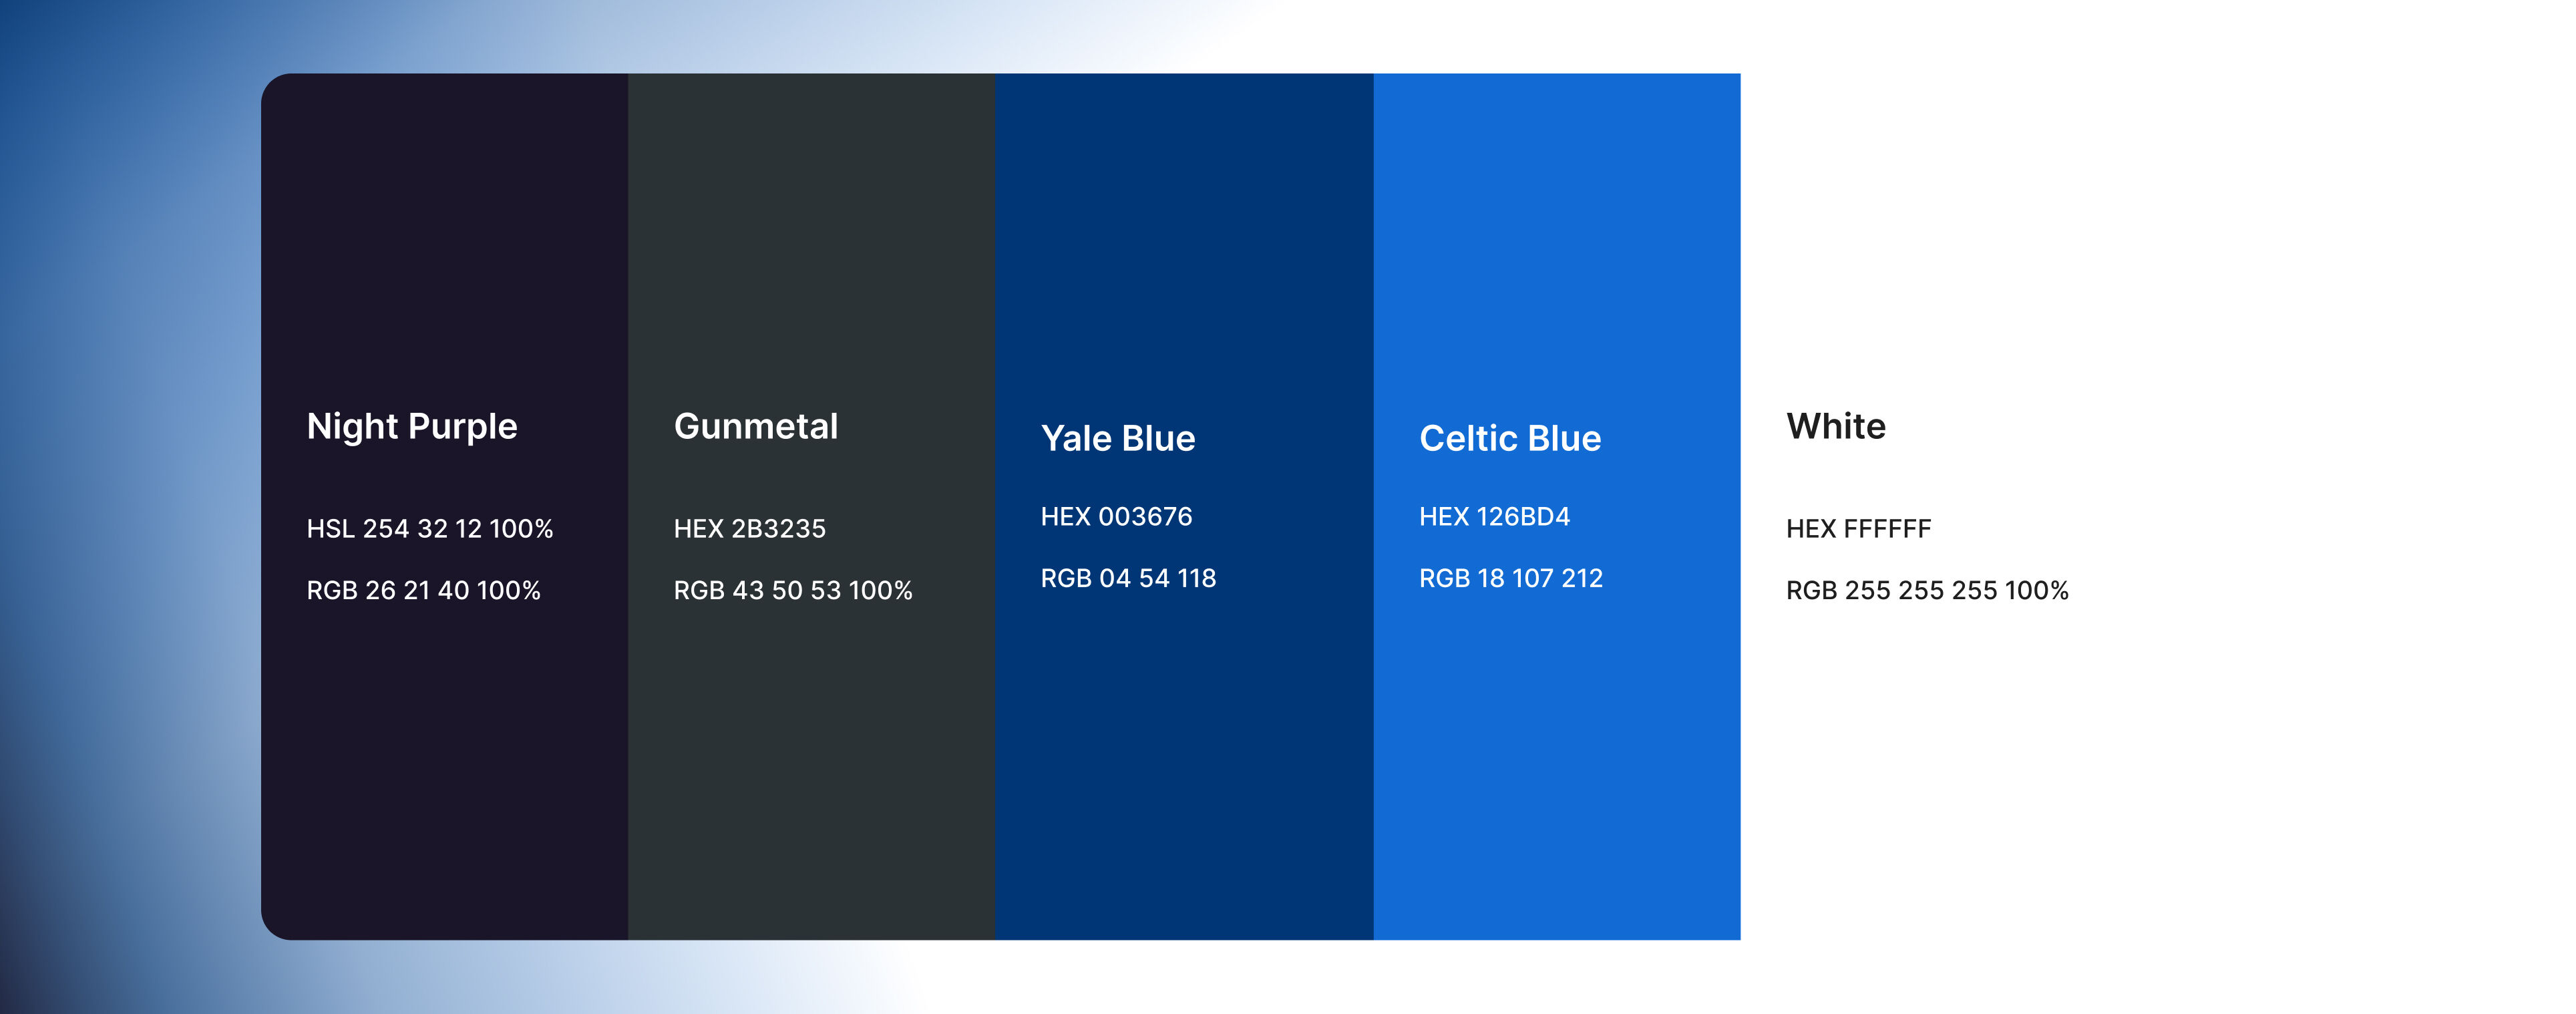 Night Purple
HSL 254 32 12 100%
RGB 26 21 40 100%
Gunmetal
HEX 2B3235
RGB 43 50 53 100%
Yale Blue
HEX 003676
RGB 04 54 118
Celtic Blue
HEX 126BD4
RGB 18 107 212
White
HEX FFFFFF
RGB 255 255 255 100%